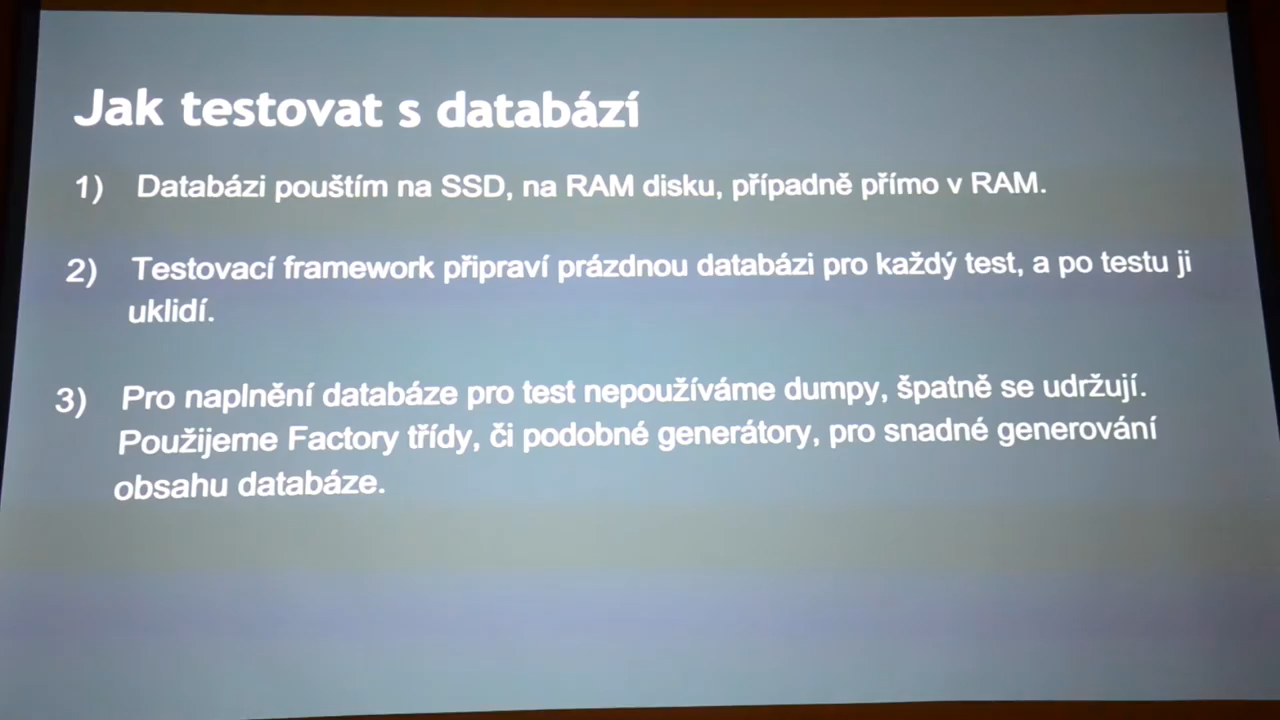 Jak testovat s databází
1) Databázi pouštím na SSD, na RAM disku, případně přímo v RAM.
2) Testovací framework připraví prázdnou databázi pro každý test, a po testu ji
uklidí.
3) Pro naplnění databáze pro test nepoužíváme dumpy, špatně se udržují.
Použijeme Factory třídy, či podobné generátory, pro snadné generování
obsahu databáze.